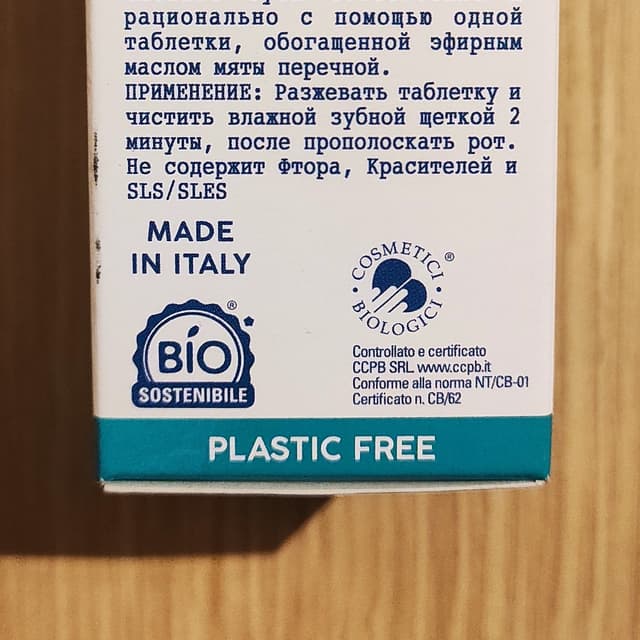 рационально с помощью одной
таблетки, обогащенной эфирным
маслом мяты перечной.
ПРИМЕНЕНИЕ: Разжевать таблетку и
чистить влажной зубной щеткой 2
минуты, после прополоскать рот.
Не содержит Фтора, Красителей и
SLS/SLES
MADE
IN ITALY
®
BIO
SOSTENIBILE
COSMETICI ®
BIOLOGICI
Controllato e certificato
CCPB SRL www.ccpb.it
Conforme alla norma NT/CB-01
Certificato n. CB/62
PLASTIC FREE